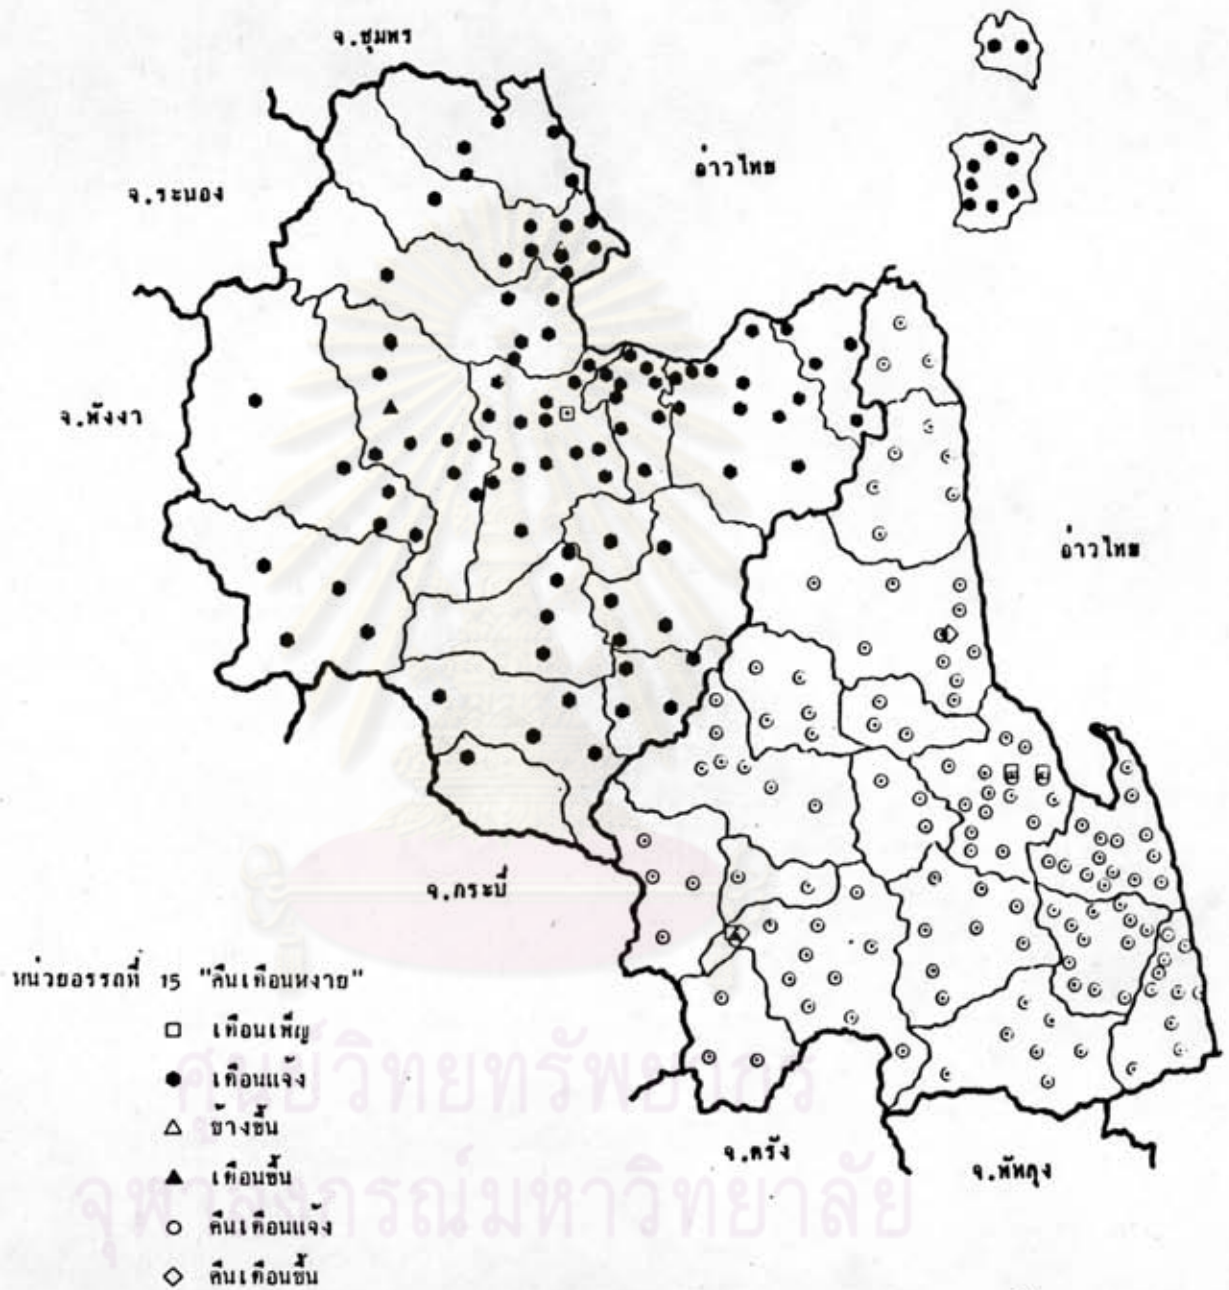 จ.ชุมพร
อ่าวไทย
จ.ระนอง
จ.พังงา
อ่าวไทย
จ.กระบี่
หน่วยอรรถที่ 15 "คืนเดือนหงาย"
เดือนเพ็ญ
เดือนแจ้ง
ข้างขึ้น
เดือนขึ้น
คืนเดือนแจ้ง
คืนเดือนขึ้น
จ.ตรัง
จ.พัทลุง
ศูนย์วิทยทรัพยากร
จุฬาลงกรณ์มหาวิทยาลัย